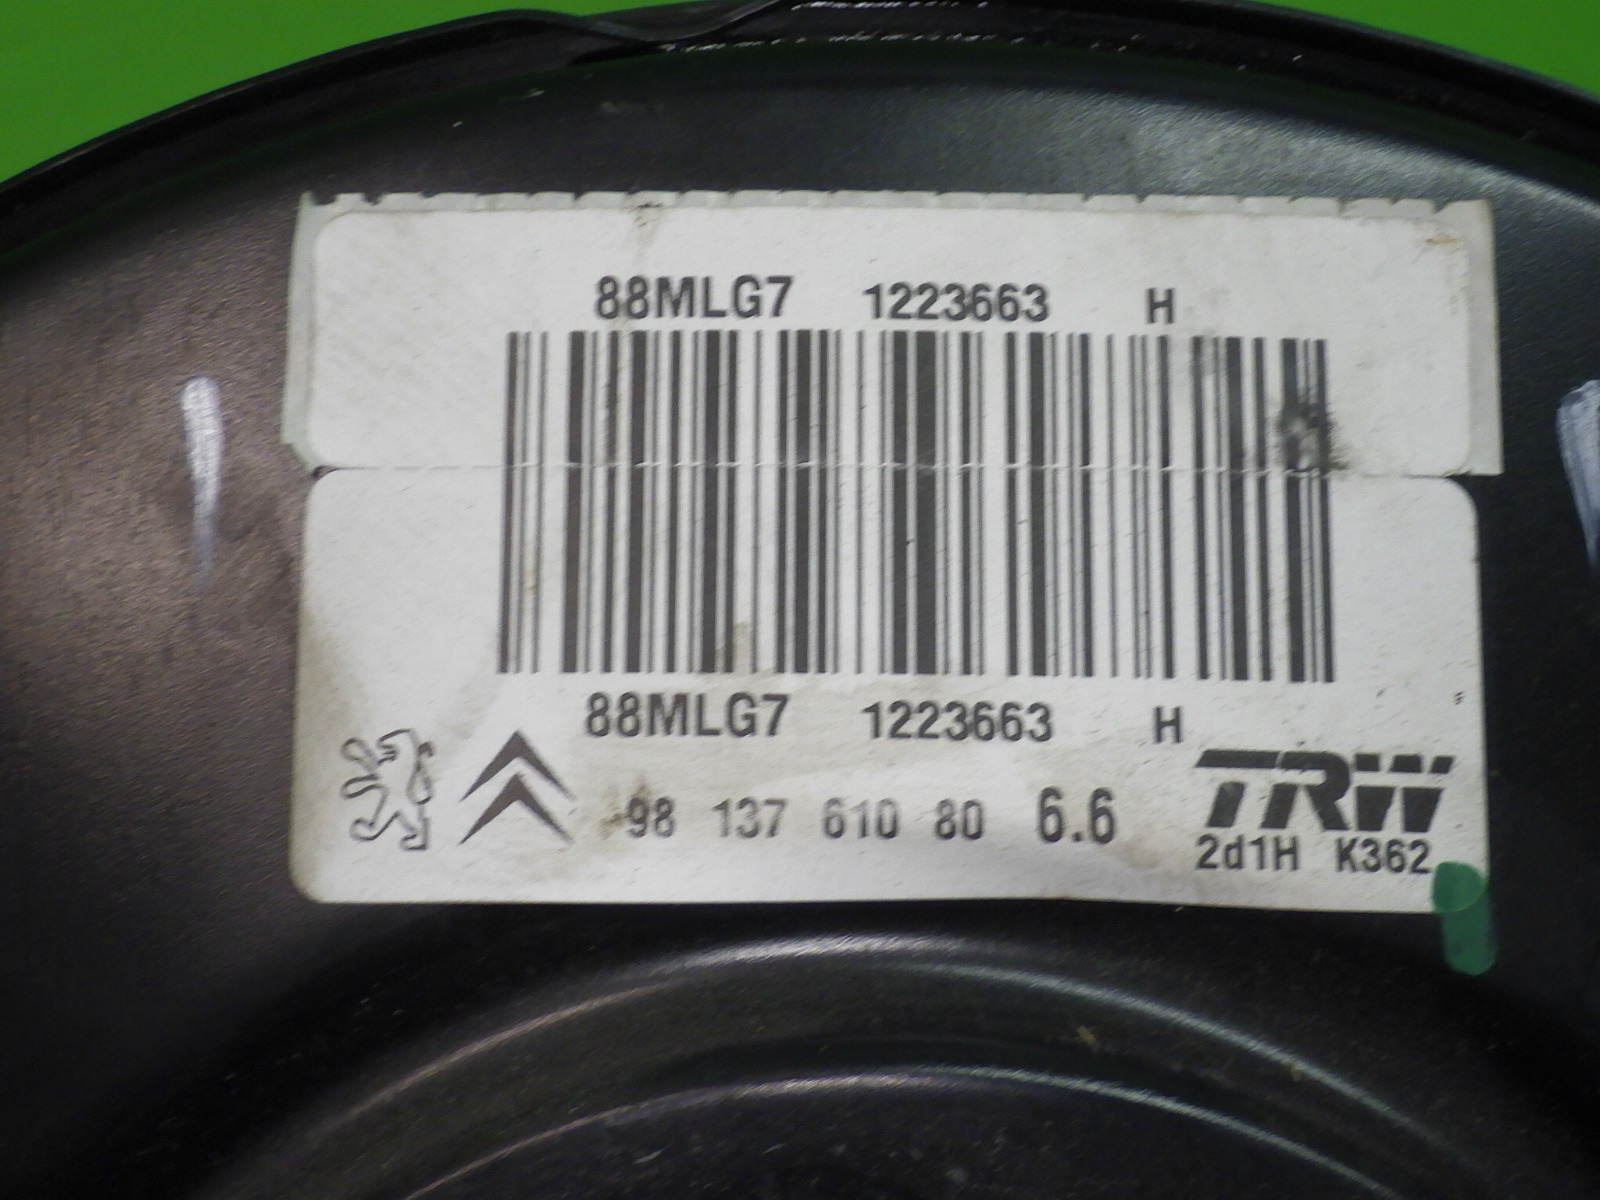 88MLG7 1223663 H
88MLG7 1223663 H
98 137 610 80 6.6 TRW
2d1H K362